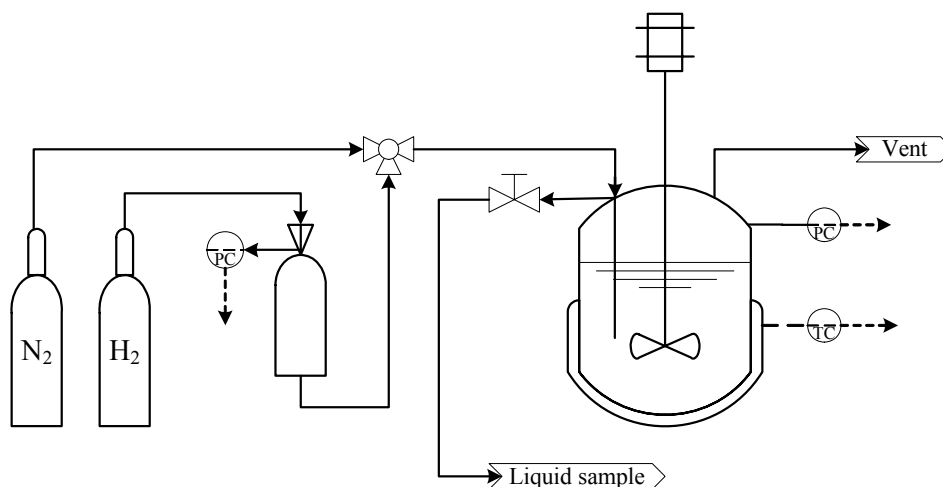 Vent
PC
PC
N₂
H₂
TC
Liquid sample